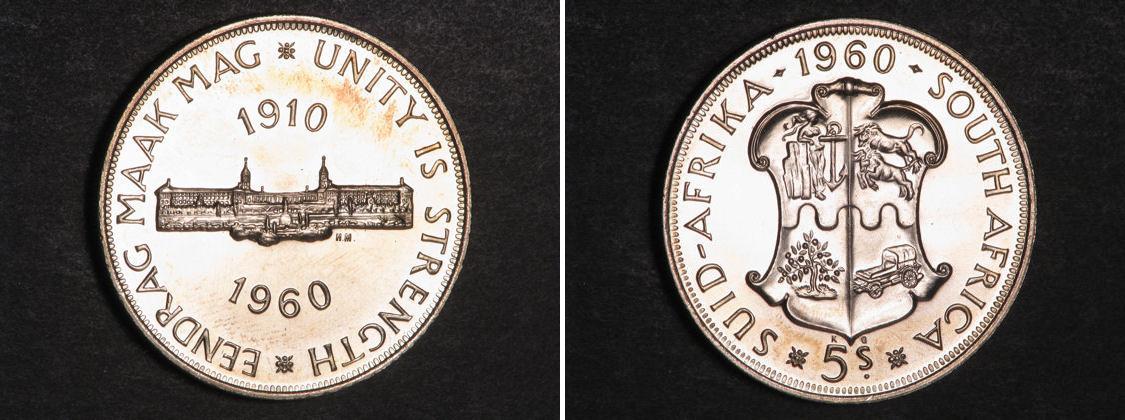 EENDRAG MAAK MAG ※ UNITY IS STRENGTH ※
1910
H.M.
1960
SUID-AFRIKA · 1960 · SOUTH AFRICA
K G
※ 5S. ※